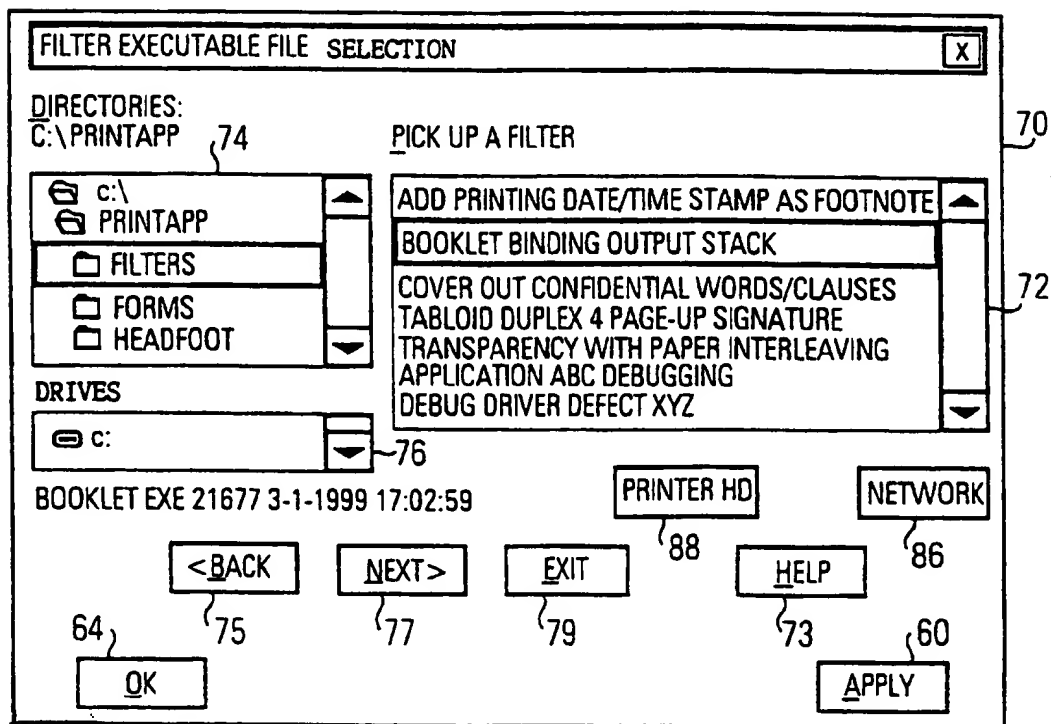 FILTER EXECUTABLE FILE SELECTION X
DIRECTORIES:
C:\PRINTAPP
74
PICK UP A FILTER
70
c:\
PRINTAPP
FILTERS
FORMS
HEADFOOT
ADD PRINTING DATE/TIME STAMP AS FOOTNOTE
BOOKLET BINDING OUTPUT STACK
COVER OUT CONFIDENTIAL WORDS/CLAUSES
TABLOID DUPLEX 4 PAGE-UP SIGNATURE
TRANSPARENCY WITH PAPER INTERLEAVING
APPLICATION ABC DEBUGGING
DEBUG DRIVER DEFECT XYZ
72
DRIVES
c:
76
BOOKLET EXE 21677 3-1-1999 17:02:59
PRINTER HD
88
NETWORK
86
<BACK
75
NEXT>
77
EXIT
79
HELP
73
64
OK
60
APPLY